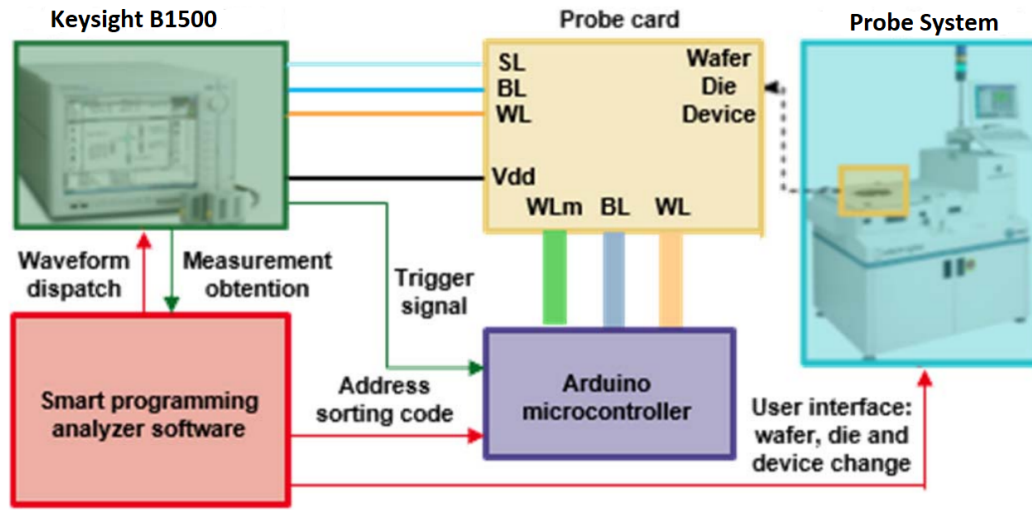 Keysight B1500
Probe card
Probe System
SL
BL
WL
Vdd
Wafer
Die
Device
WLm BL WL
Waveform
dispatch
Measurement
obtention
Trigger
signal
Smart programming
analyzer software
Address
sorting code
Arduino
microcontroller
User interface:
wafer, die and
device change